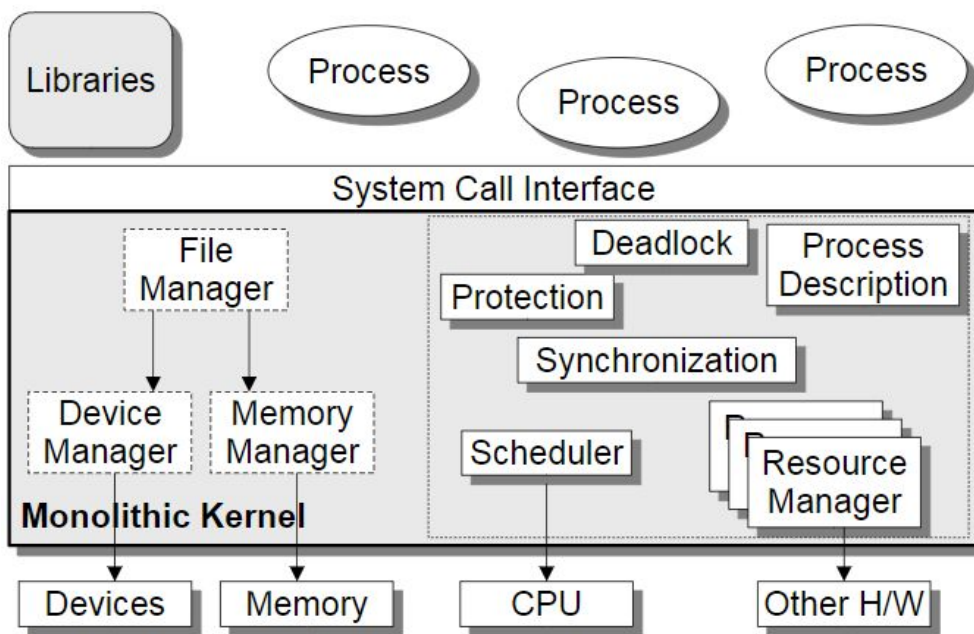 Libraries
Process
Process
Process
System Call Interface
File
Manager
Deadlock
Process
Description
Protection
Synchronization
Device
Manager
Memory
Manager
Scheduler
Resource
Manager
Monolithic Kernel
Devices
Memory
CPU
Other H/W